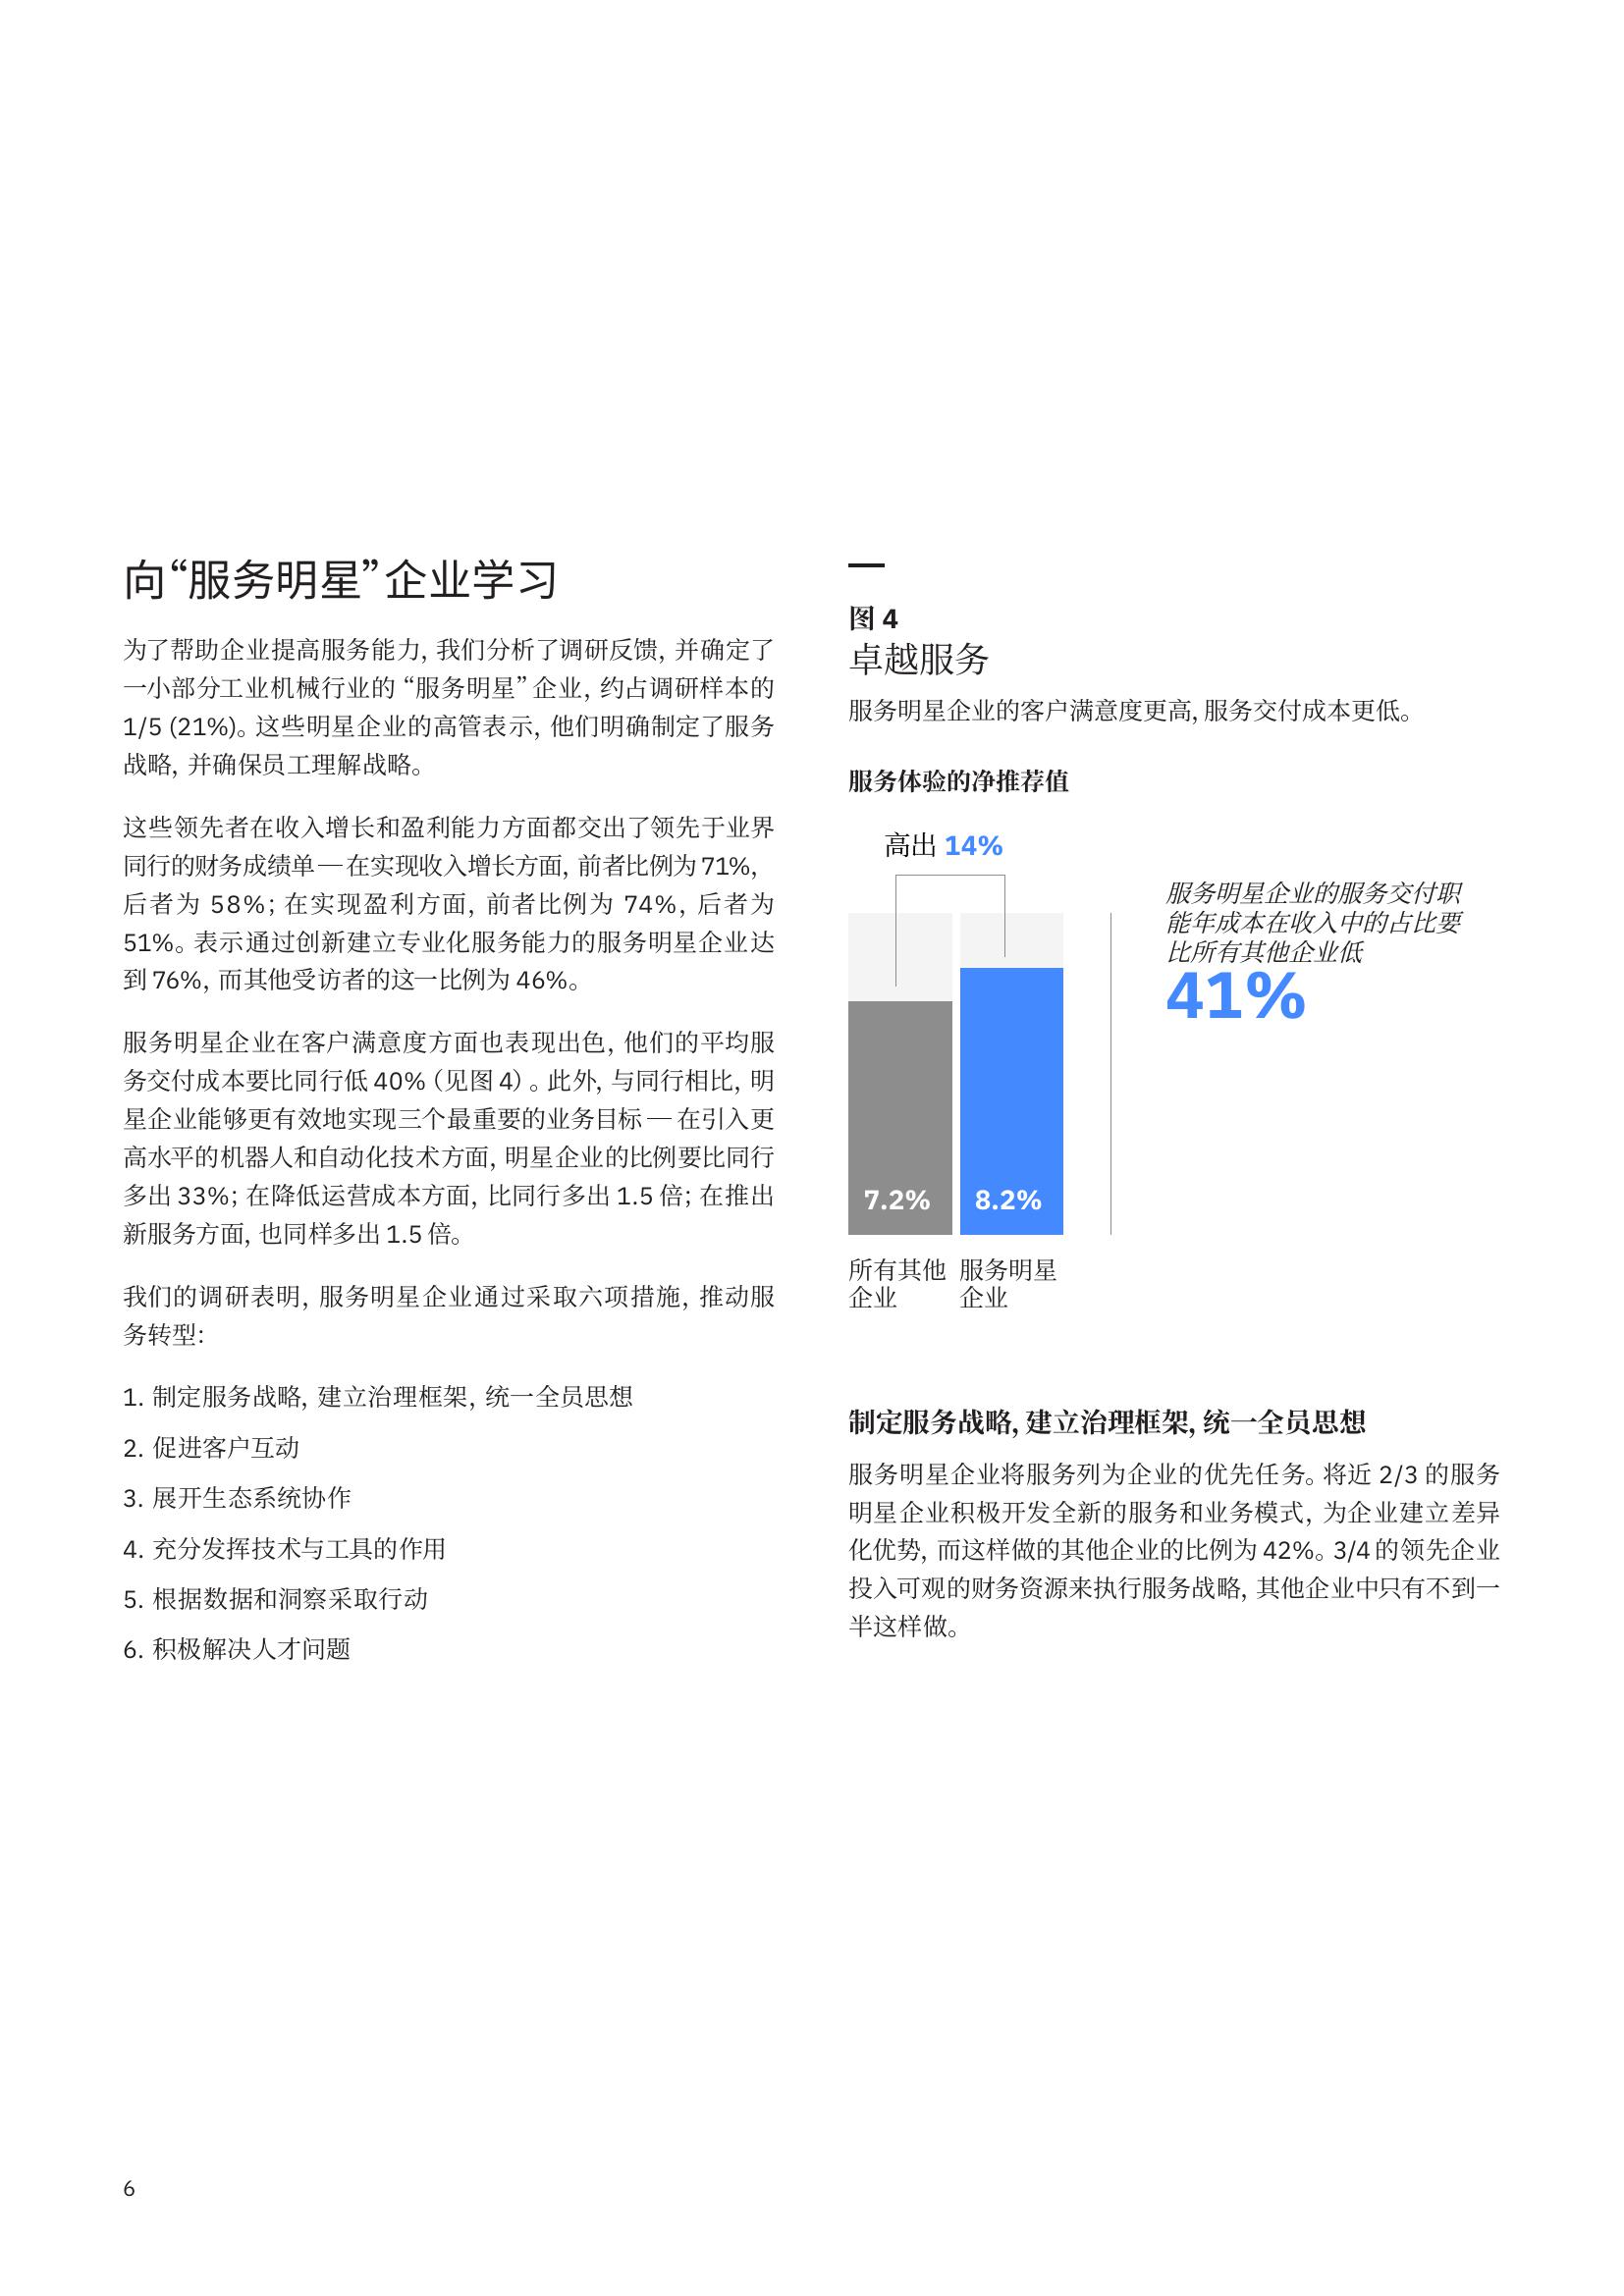 向“服务明星”企业学习
为了帮助企业提高服务能力, 我们分析了调研反馈, 并确定了
一小部分工业机械行业的 “服务明星” 企业, 约占调研样本的
1/5 (21%)。这些明星企业的高管表示, 他们明确制定了服务
战略, 并确保员工理解战略。
这些领先者在收入增长和盈利能力方面都交出了领先于业界
同行的财务成绩单 — 在实现收入增长方面, 前者比例为 71%,
后者为 58%; 在实现盈利方面, 前者比例为 74%, 后者为
51%。表示通过创新建立专业化服务能力的服务明星企业达
到 76%, 而其他受访者的这一比例为 46%。
服务明星企业在客户满意度方面也表现出色, 他们的平均服
务交付成本要比同行低 40% (见图 4) 。此外, 与同行相比, 明
星企业能够更有效地实现三个最重要的业务目标 — 在引入更
高水平的机器人和自动化技术方面, 明星企业的比例要比同行
多出 33%; 在降低运营成本方面, 比同行多出 1.5 倍; 在推出
新服务方面, 也同样多出 1.5 倍。
我们的调研表明, 服务明星企业通过采取六项措施, 推动服
务转型:
1. 制定服务战略, 建立治理框架, 统一全员思想
2. 促进客户互动
3. 展开生态系统协作
4. 充分发挥技术与工具的作用
5. 根据数据和洞察采取行动
6. 积极解决人才问题
图 4
卓越服务
服务明星企业的客户满意度更高, 服务交付成本更低。
服务体验的净推荐值
高出 14%
7.2%
8.2%
所有其他
企业
服务明星
企业
服务明星企业的服务交付职
能年成本在收入中的占比要
比所有其他企业低
41%
制定服务战略, 建立治理框架, 统一全员思想
服务明星企业将服务列为企业的优先任务。将近 2/3 的服务
明星企业积极开发全新的服务和业务模式, 为企业建立差异
化优势, 而这样做的其他企业的比例为 42%。3/4 的领先企业
投入可观的财务资源来执行服务战略, 其他企业中只有不到一
半这样做。
6